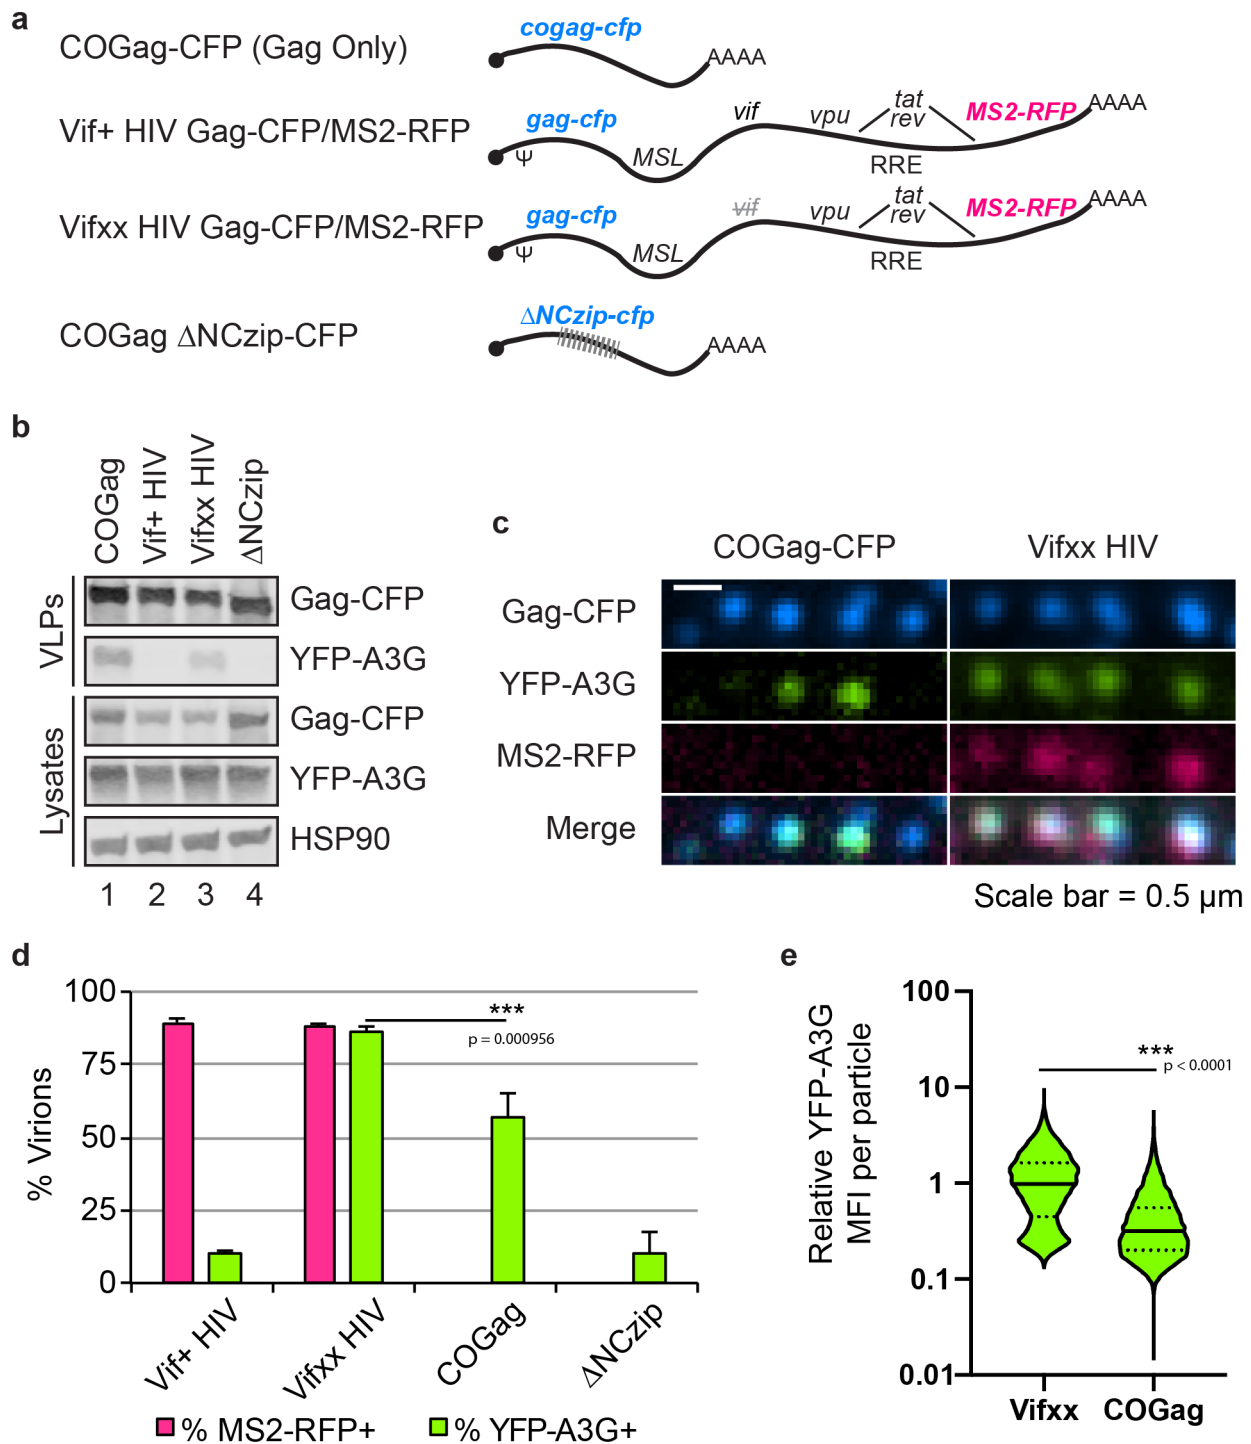 a
COGag-CFP (Gag Only)
cogag-cfp
AAAA
Vif+ HIV Gag-CFP/MS2-RFP
gag-cfp
Ψ
MSL
vif
vpu
tat
rev
RRE
MS2-RFP
AAAA
Vifxx HIV Gag-CFP/MS2-RFP
gag-cfp
Ψ
MSL
vif
vpu
tat
rev
RRE
MS2-RFP
AAAA
COGag ΔNCzip-CFP
ΔNCzip-cfp
AAAA
b
COGag
Vif+ HIV
Vifxx HIV
ΔNCzip
VLPs
Gag-CFP
YFP-A3G
Lysates
Gag-CFP
YFP-A3G
HSP90
1 2 3 4
c
COGag-CFP Vifxx HIV
Gag-CFP
YFP-A3G
MS2-RFP
Merge
Scale bar = 0.5 μm
d
% Virions
100
75
50
25
0
***
p = 0.000956
Vif+ HIV
Vifxx HIV
COGag
ΔNCzip
% MS2-RFP+ % YFP-A3G+
e
Relative YFP-A3G
MFI per particle
100
10
1
0.1
0.01
***
p < 0.0001
Vifxx COGag